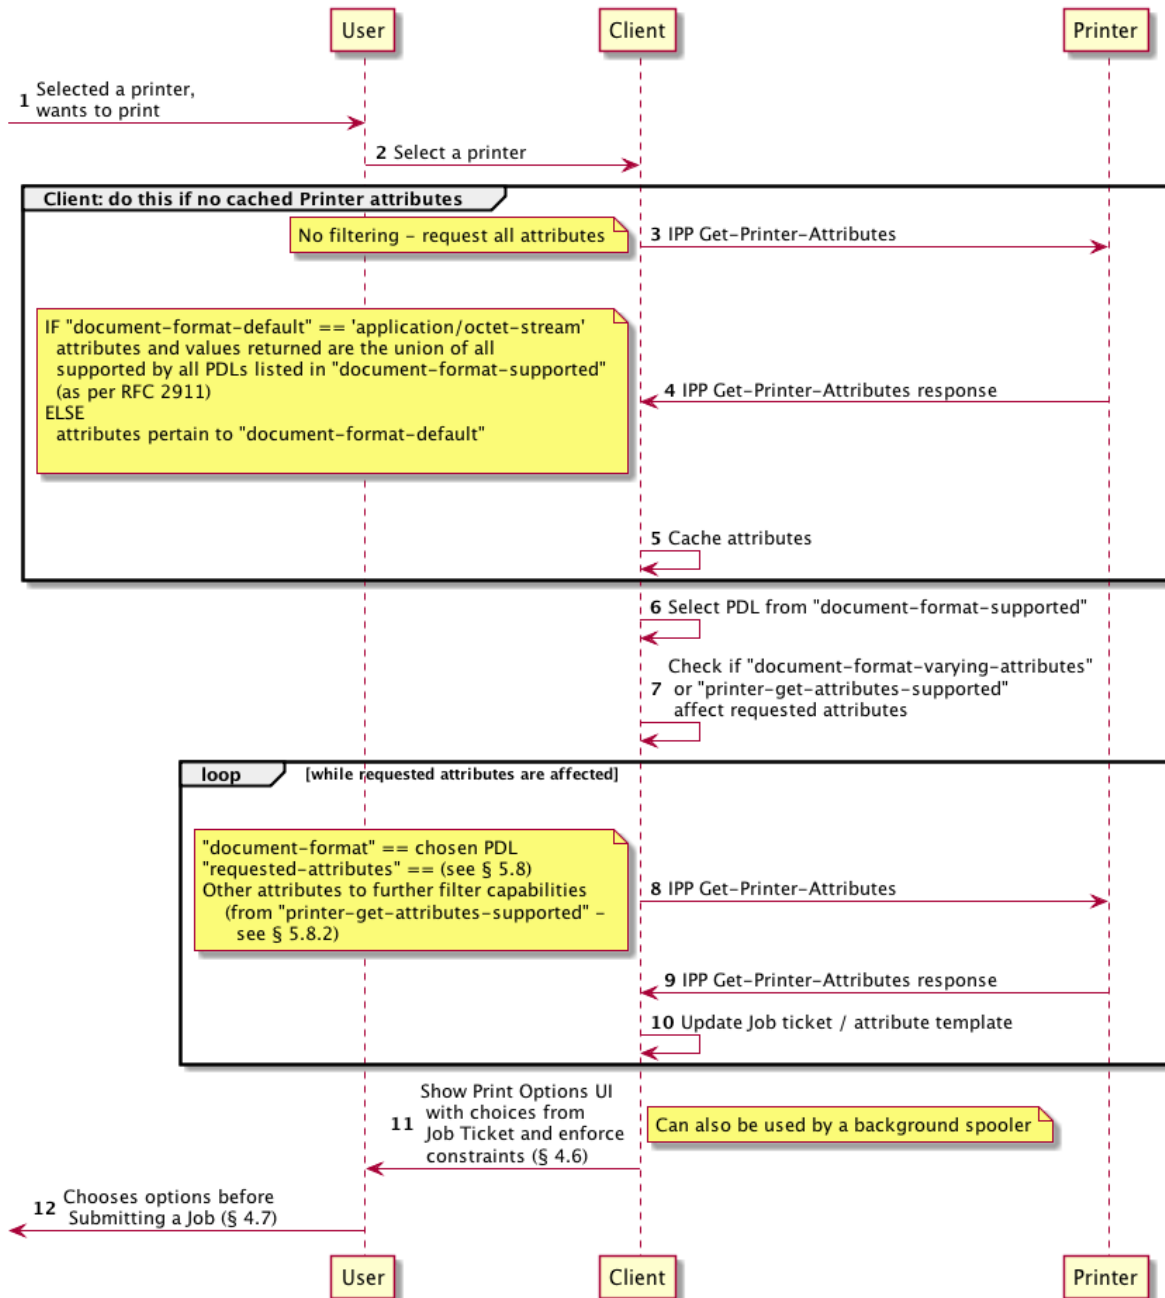 User
Client
Printer
1 Selected a printer,
wants to print
2 Select a printer
Client: do this if no cached Printer attributes
No filtering - request all attributes
3 IPP Get-Printer-Attributes
IF "document-format-default" == 'application/octet-stream'
attributes and values returned are the union of all
supported by all PDLs listed in "document-format-supported"
(as per RFC 2911)
ELSE
attributes pertain to "document-format-default"
4 IPP Get-Printer-Attributes response
5 Cache attributes
6 Select PDL from "document-format-supported"
Check if "document-format-varying-attributes"
7 or "printer-get-attributes-supported"
affect requested attributes
loop [while requested attributes are affected]
"document-format" == chosen PDL
"requested-attributes" == (see § 5.8)
Other attributes to further filter capabilities
(from "printer-get-attributes-supported" -
see § 5.8.2)
8 IPP Get-Printer-Attributes
9 IPP Get-Printer-Attributes response
10 Update Job ticket / attribute template
Show Print Options UI
with choices from
11 Job Ticket and enforce
constraints (§ 4.6)
Can also be used by a background spooler
12 Chooses options before
Submitting a Job (§ 4.7)
User
Client
Printer